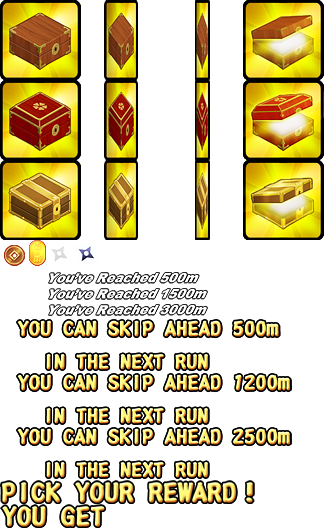 You've Reached 500m
You've Reached 1500m
You've Reached 3000m
YOU CAN SKIP AHEAD 500m
IN THE NEXT RUN
YOU CAN SKIP AHEAD 1200m
IN THE NEXT RUN
YOU CAN SKIP AHEAD 2500m
IN THE NEXT RUN
PICK YOUR REWARD!
YOU GET